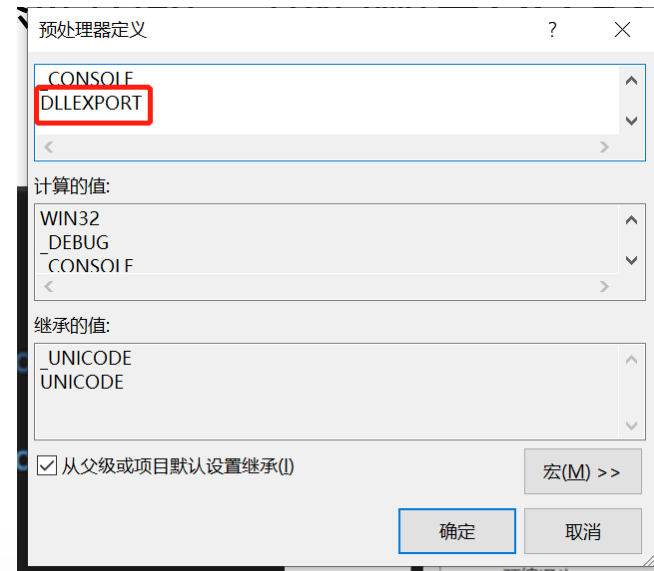 预处理器定义
_CONSOLE
DLLEXPORT
计算的值:
WIN32
_DEBUG
_CONSOLE
继承的值:
_UNICODE
UNICODE
从父级或项目默认设置继承(I)
宏(M) >>
确定
取消